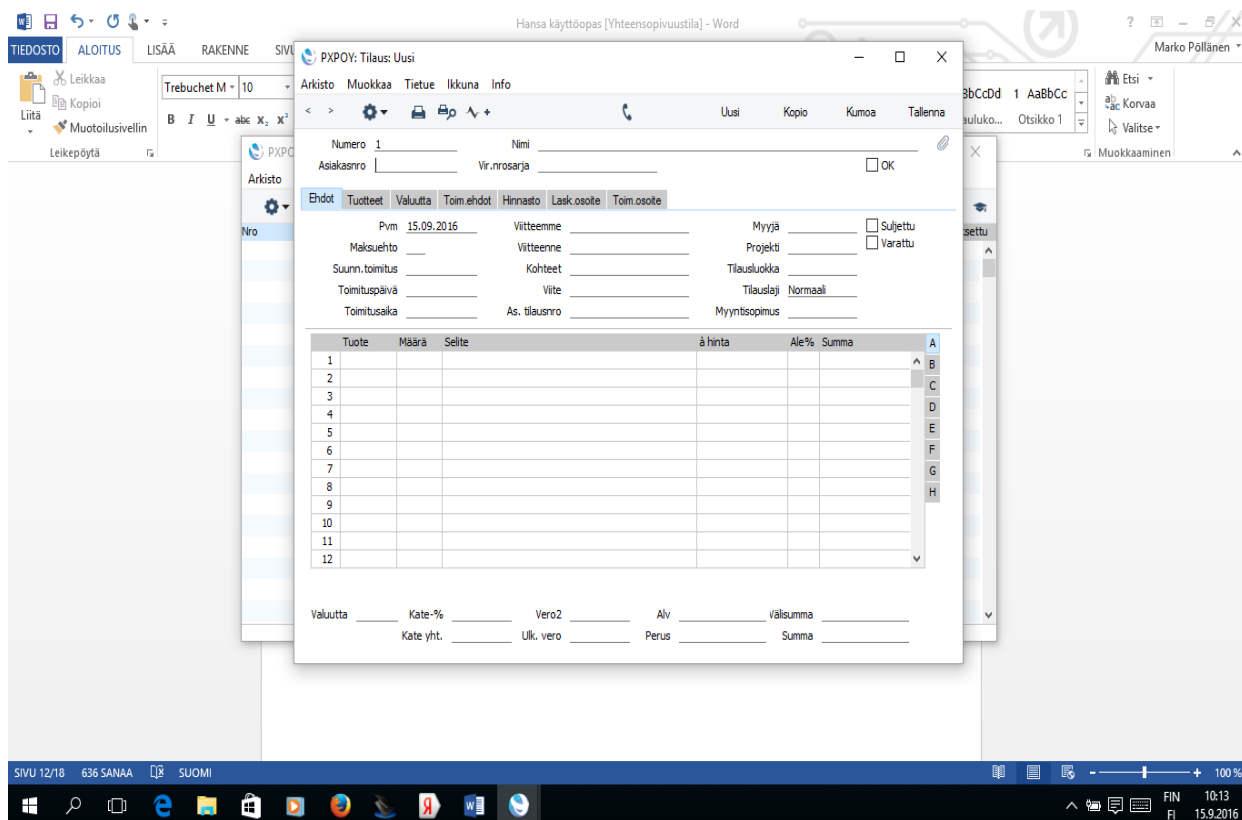 Hansa käyttöopas [Yhteensopivuustila] - Word
TIEDOSTO ALOITUS LISÄÄ RAKENNE SIVU
Marko Pöllänen
Leikkaa
Kopioi
Liitä
Muotoilusivellin
Leikepöytä
Trebuchet M 10
B I U abc X₂ X²
BbCcDd 1 AaBbCc
auluko... Otsikko 1
Etsi
Korvaa
Valitse
Muokkaaminen
PXPO
Arkisto
Nro
settu
PXPOY: Tilaus: Uusi
Arkisto Muokkaa Tietue Ikkuna Info
Uusi Kopio Kumoa Tallenna
Numero 1 Nimi
Asiakasnro Vir.nrosarja OK
Ehdot Tuotteet Valuutta Toim.ehdot Hinnasto Lask.osoite Toim.osoite
Pvm 15.09.2016 Viitteemme Myyjä Suljettu
Maksuehto Viitteenne Projekti Varattu
Suunn.toimitus Kohteet Tilausluokka
Toimituspäivä Viite Tilauslaji Normaali
Toimitusaika As. tilausnro Myyntisopimus
Tuote Määrä Selite à hinta Ale% Summa A
1
B
2
C
3
D
4
E
5
F
6
G
7
H
8
9
10
11
12
Valuutta Kate-% Vero2 Alv Välisumma
Kate yht. Ulk. vero Perus Summa
SIVU 12/18 636 SANAA SUOMI 100 %
FIN 10:13
FI 15.9.2016